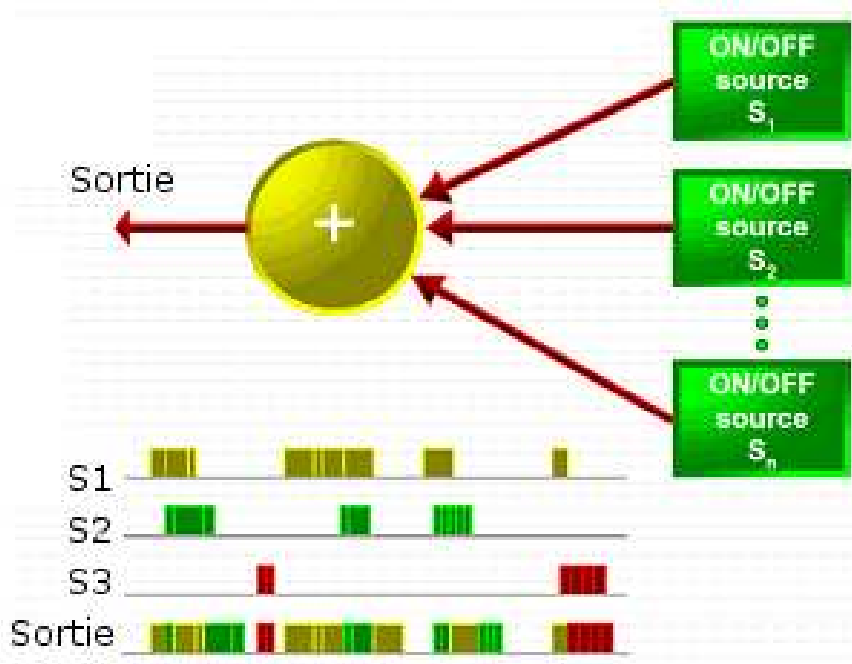 ON/OFF
source
S1
Sortie
+
ON/OFF
source
S2
ON/OFF
source
Sn
S1
S2
S3
Sortie